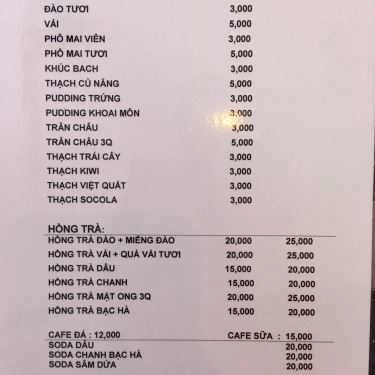 ĐÀO TƯƠI 3,000
VẢI 5,000
PHÔ MAI VIÊN 3,000
PHÔ MAI TƯƠI 5,000
KHÚC BẠCH 3,000
THẠCH CỦ NĂNG 5,000
PUDDING TRỨNG 3,000
PUDDING KHOAI MÔN 3,000
TRÂN CHÂU 3,000
TRÂN CHÂU 3Q 5,000
THẠCH TRÁI CÂY 3,000
THẠCH KIWI 3,000
THẠCH VIỆT QUẤT 3,000
THẠCH SOCOLA 3,000
HỒNG TRÀ:
HỒNG TRÀ ĐÀO + MIẾNG ĐÀO 20,000 25,000
HỒNG TRÀ VẢI + QUẢ VẢI TƯƠI 20,000 25,000
HỒNG TRÀ DÂU 15,000 20,000
HỒNG TRÀ CHANH 15,000 20,000
HỒNG TRÀ MẬT ONG 3Q 20,000 25,000
HỒNG TRÀ BẠC HÀ 15,000 20,000
CAFE ĐÁ : 12,000 CAFE SỮA : 15,000
SODA DÂU 20,000
SODA CHANH BẠC HÀ 20,000
SODA SÂM DỨA 20,000